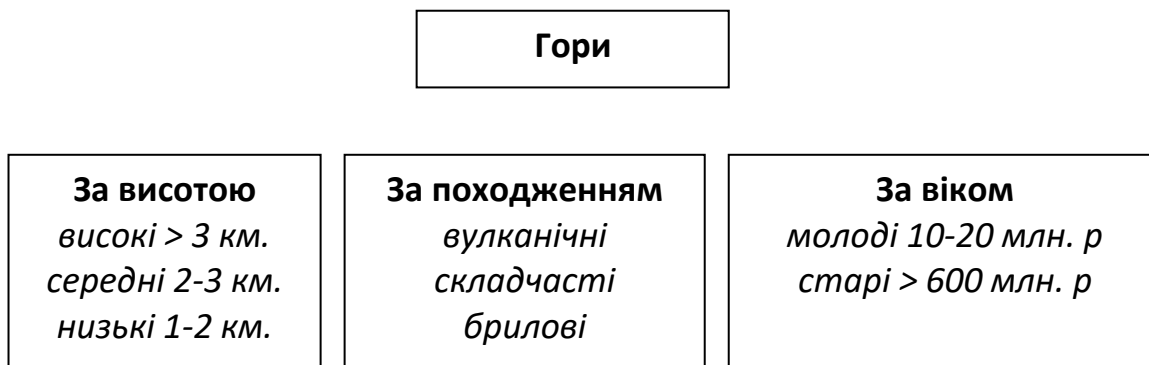 Гори
За висотою
високі > 3 км.
середні 2-3 км.
низькі 1-2 км.
За походженням
вулканічні
складчасті
брилові
За віком
молоді 10-20 млн. р
старі > 600 млн. р